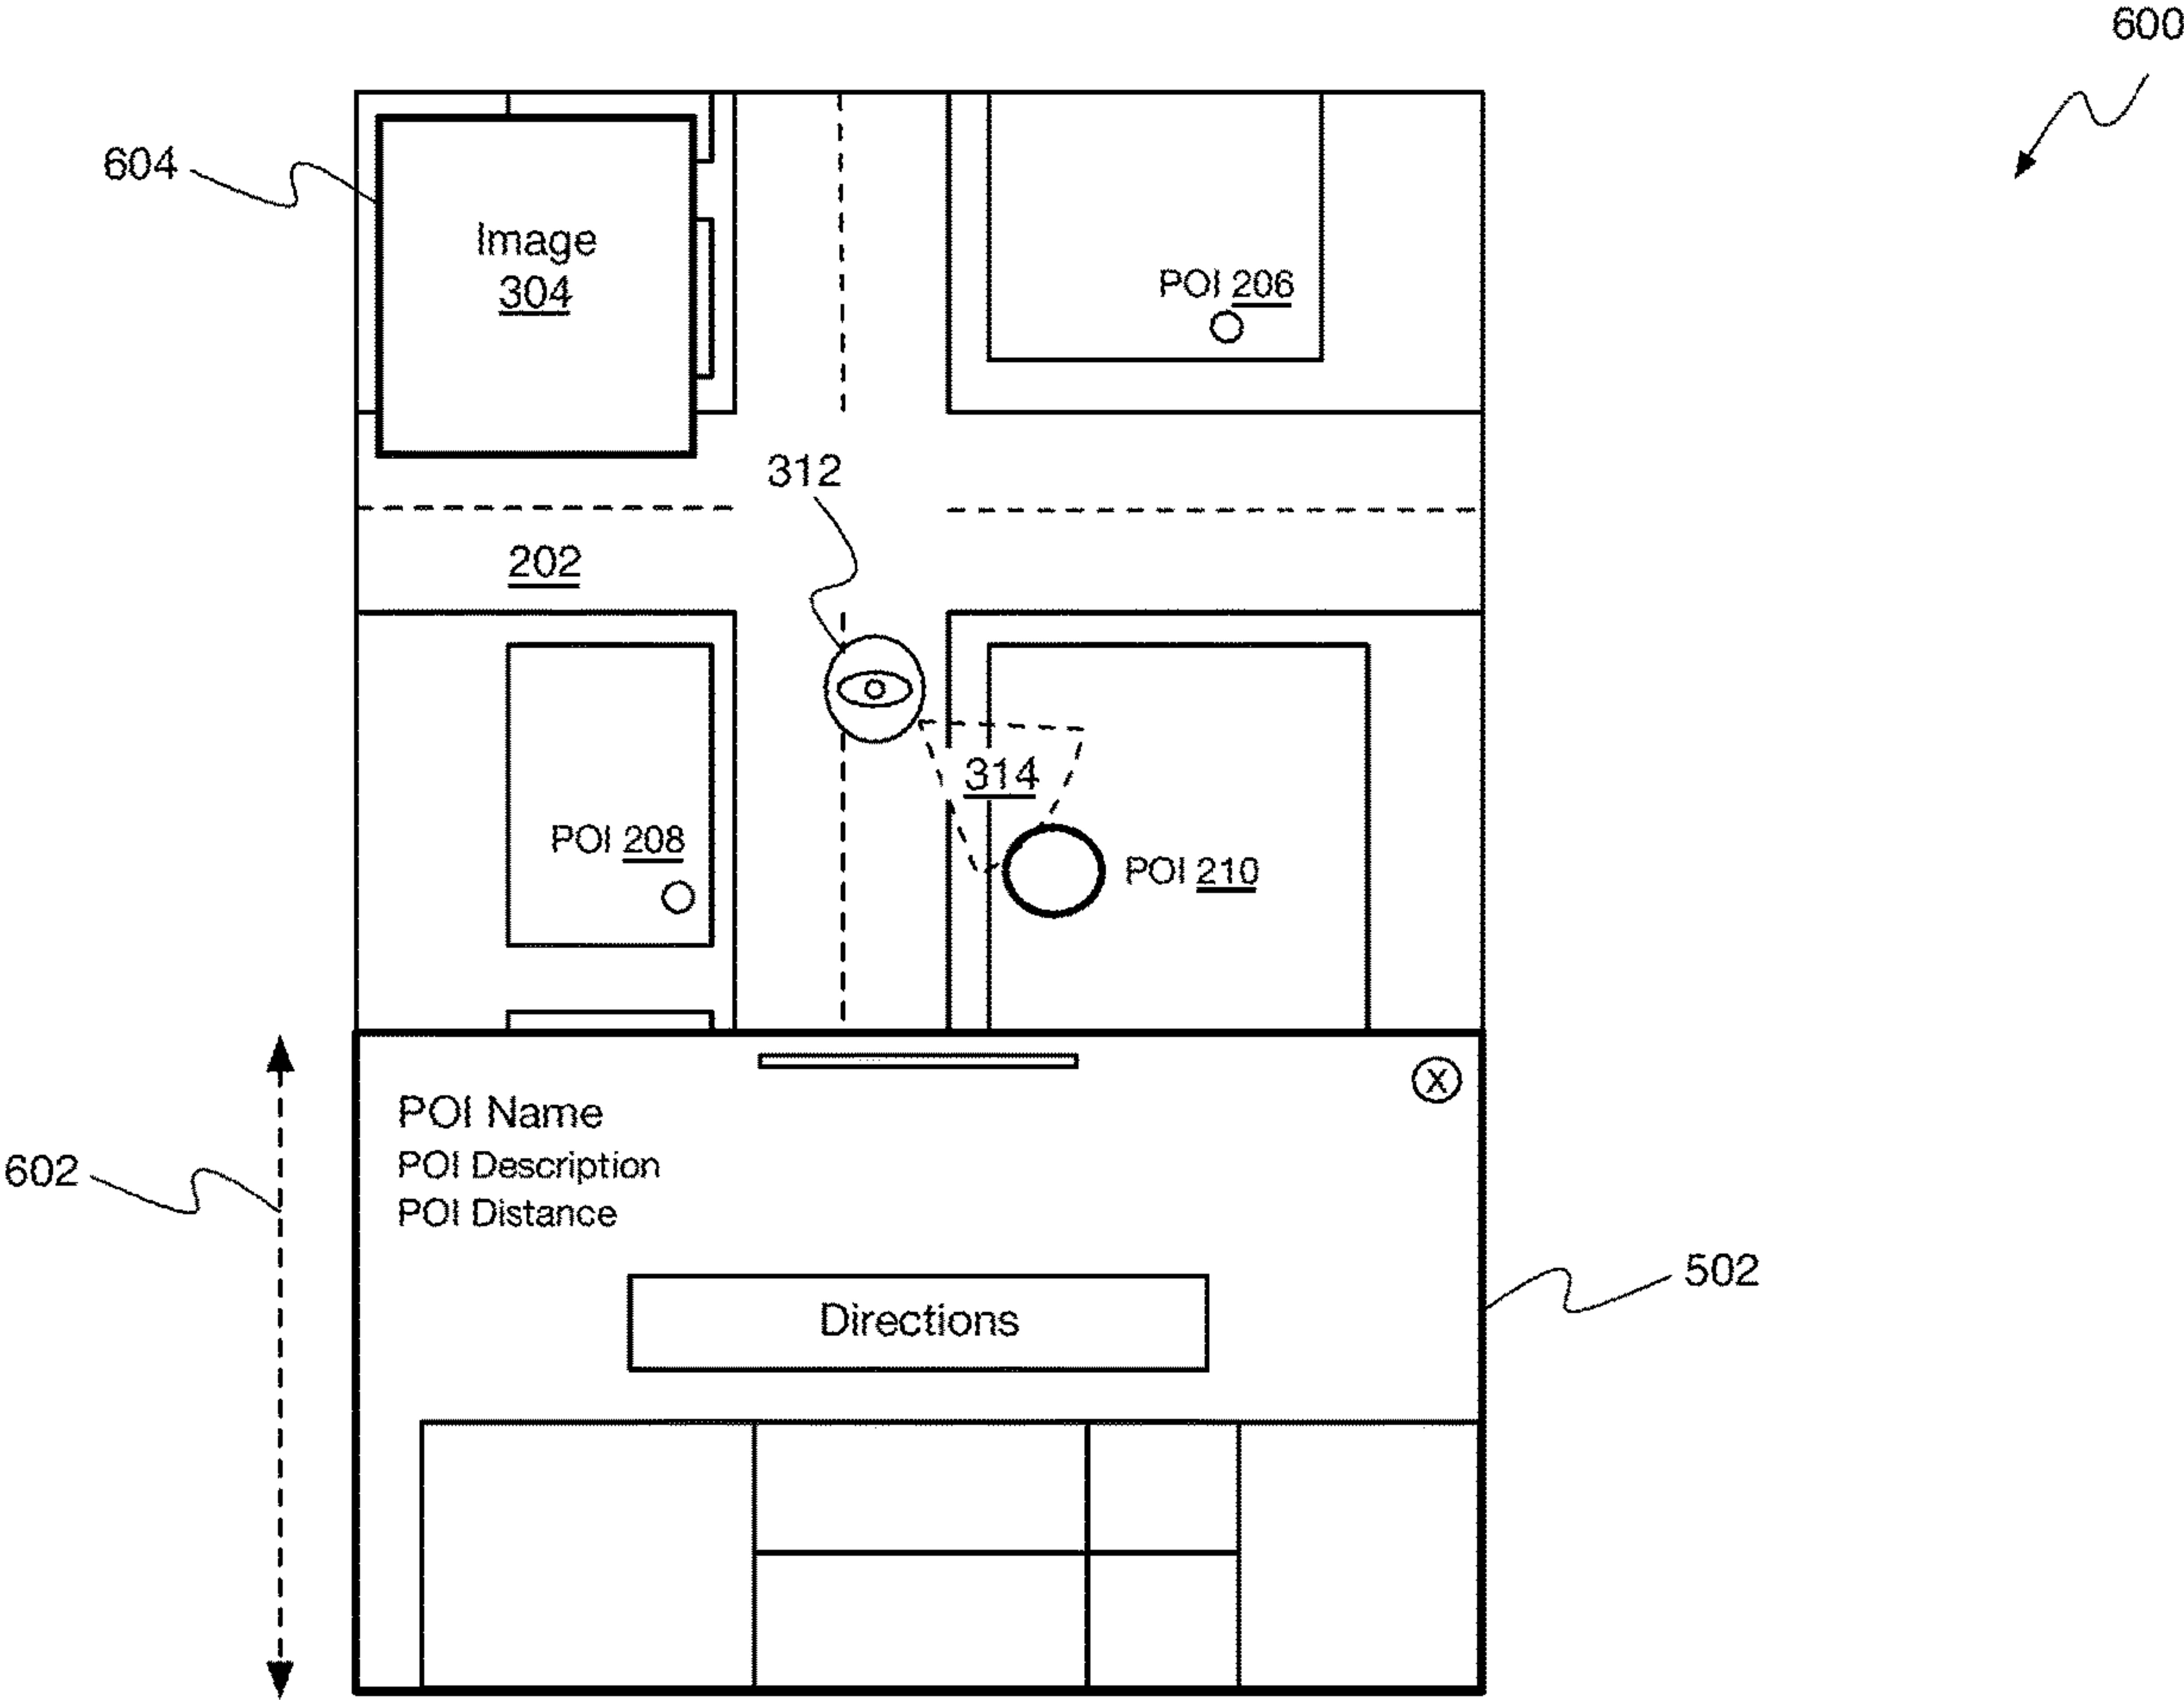 600
604
Image
304
POI 206
312
202
314
POI 208
POI 210
X
POI Name
POI Description
POI Distance
602
502
Directions